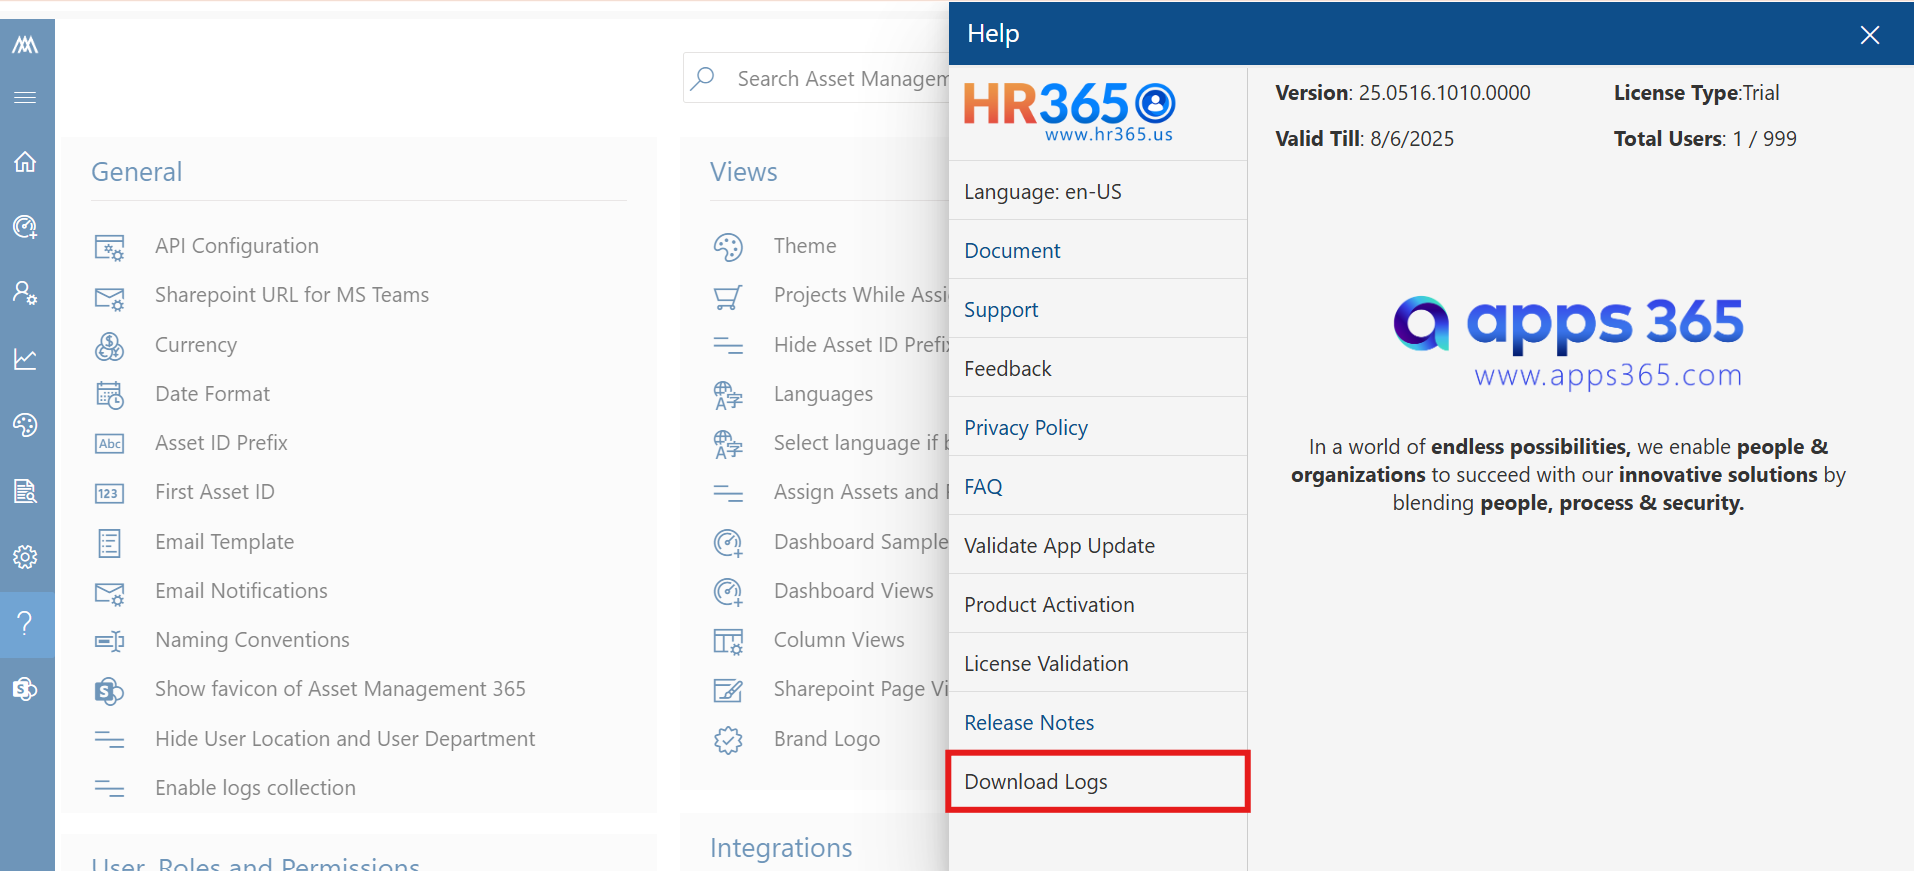 Search Asset Managem
General
API Configuration
Sharepoint URL for MS Teams
Currency
Date Format
Abc
Asset ID Prefix
123
First Asset ID
Email Template
Email Notifications
Naming Conventions
Show favicon of Asset Management 365
Hide User Location and User Department
Enable logs collection
User, Roles and Permissions
Views
Theme
Projects While Assi
Hide Asset ID Prefix
A字
Languages
A字
Select language if
Assign Assets and
Dashboard Sample
Dashboard Views
Column Views
Sharepoint Page Vi
Brand Logo
Integrations
Help
HR365
www.hr365.us
Language: en-US
Document
Support
Feedback
Privacy Policy
FAQ
Validate App Update
Product Activation
License Validation
Release Notes
Download Logs
Version: 25.0516.1010.0000
License Type:Trial
Valid Till: 8/6/2025
Total Users: 1 / 999
apps 365
www.apps365.com
In a world of endless possibilities, we enable people &
organizations to succeed with our innovative solutions by
blending people, process & security.